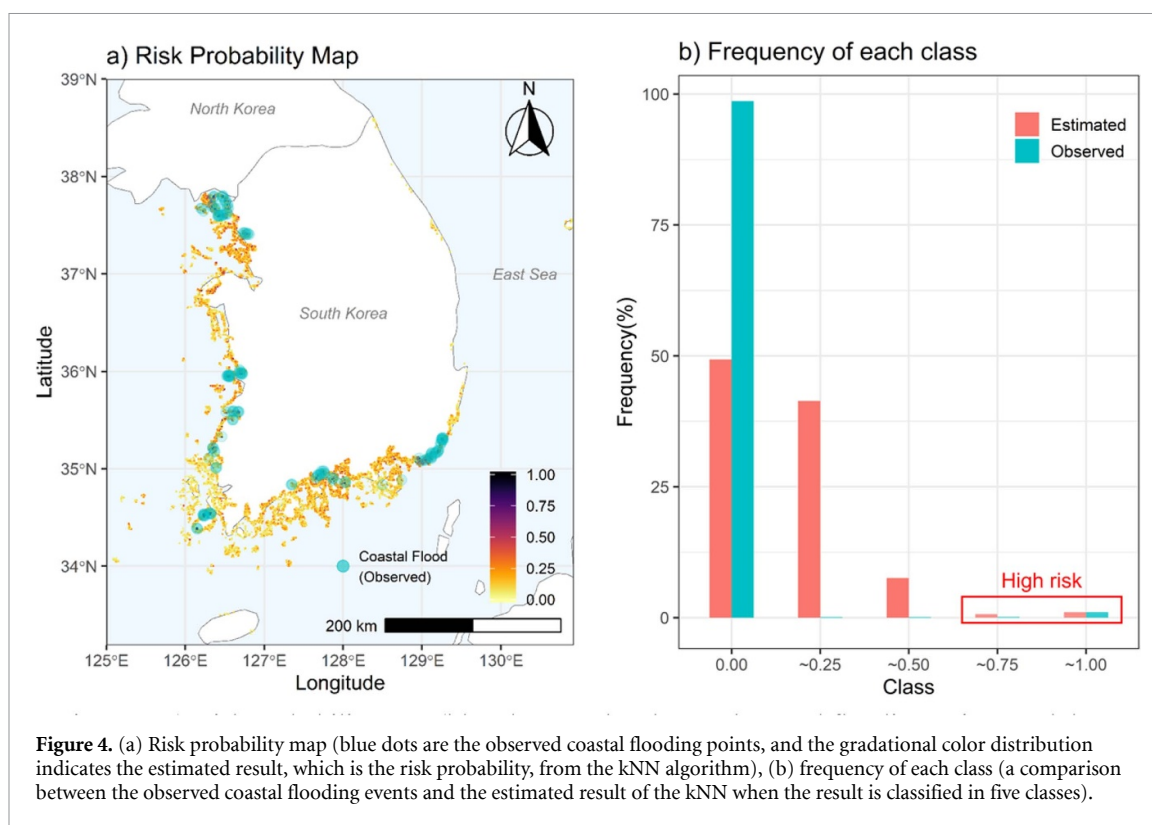 a) Risk Probability Map
39°N
38°N
37°N
36°N
35°N
34°N
Latitude
North Korea
N
East Sea
South Korea
1.00
0.75
0.50
0.25
0.00
Coastal Flood
(Observed)
200 km
125°E
126°E
127°E
128°E
129°E
130°E
Longitude
b) Frequency of each class
100
75
50
25
0
Frequency(%)
Estimated
Observed
High risk
0.00
~0.25
~0.50
~0.75
~1.00
Class
Figure 4. (a) Risk probability map (blue dots are the observed coastal flooding points, and the gradational color distribution
indicates the estimated result, which is the risk probability, from the kNN algorithm), (b) frequency of each class (a comparison
between the observed coastal flooding events and the estimated result of the kNN when the result is classified in five classes).